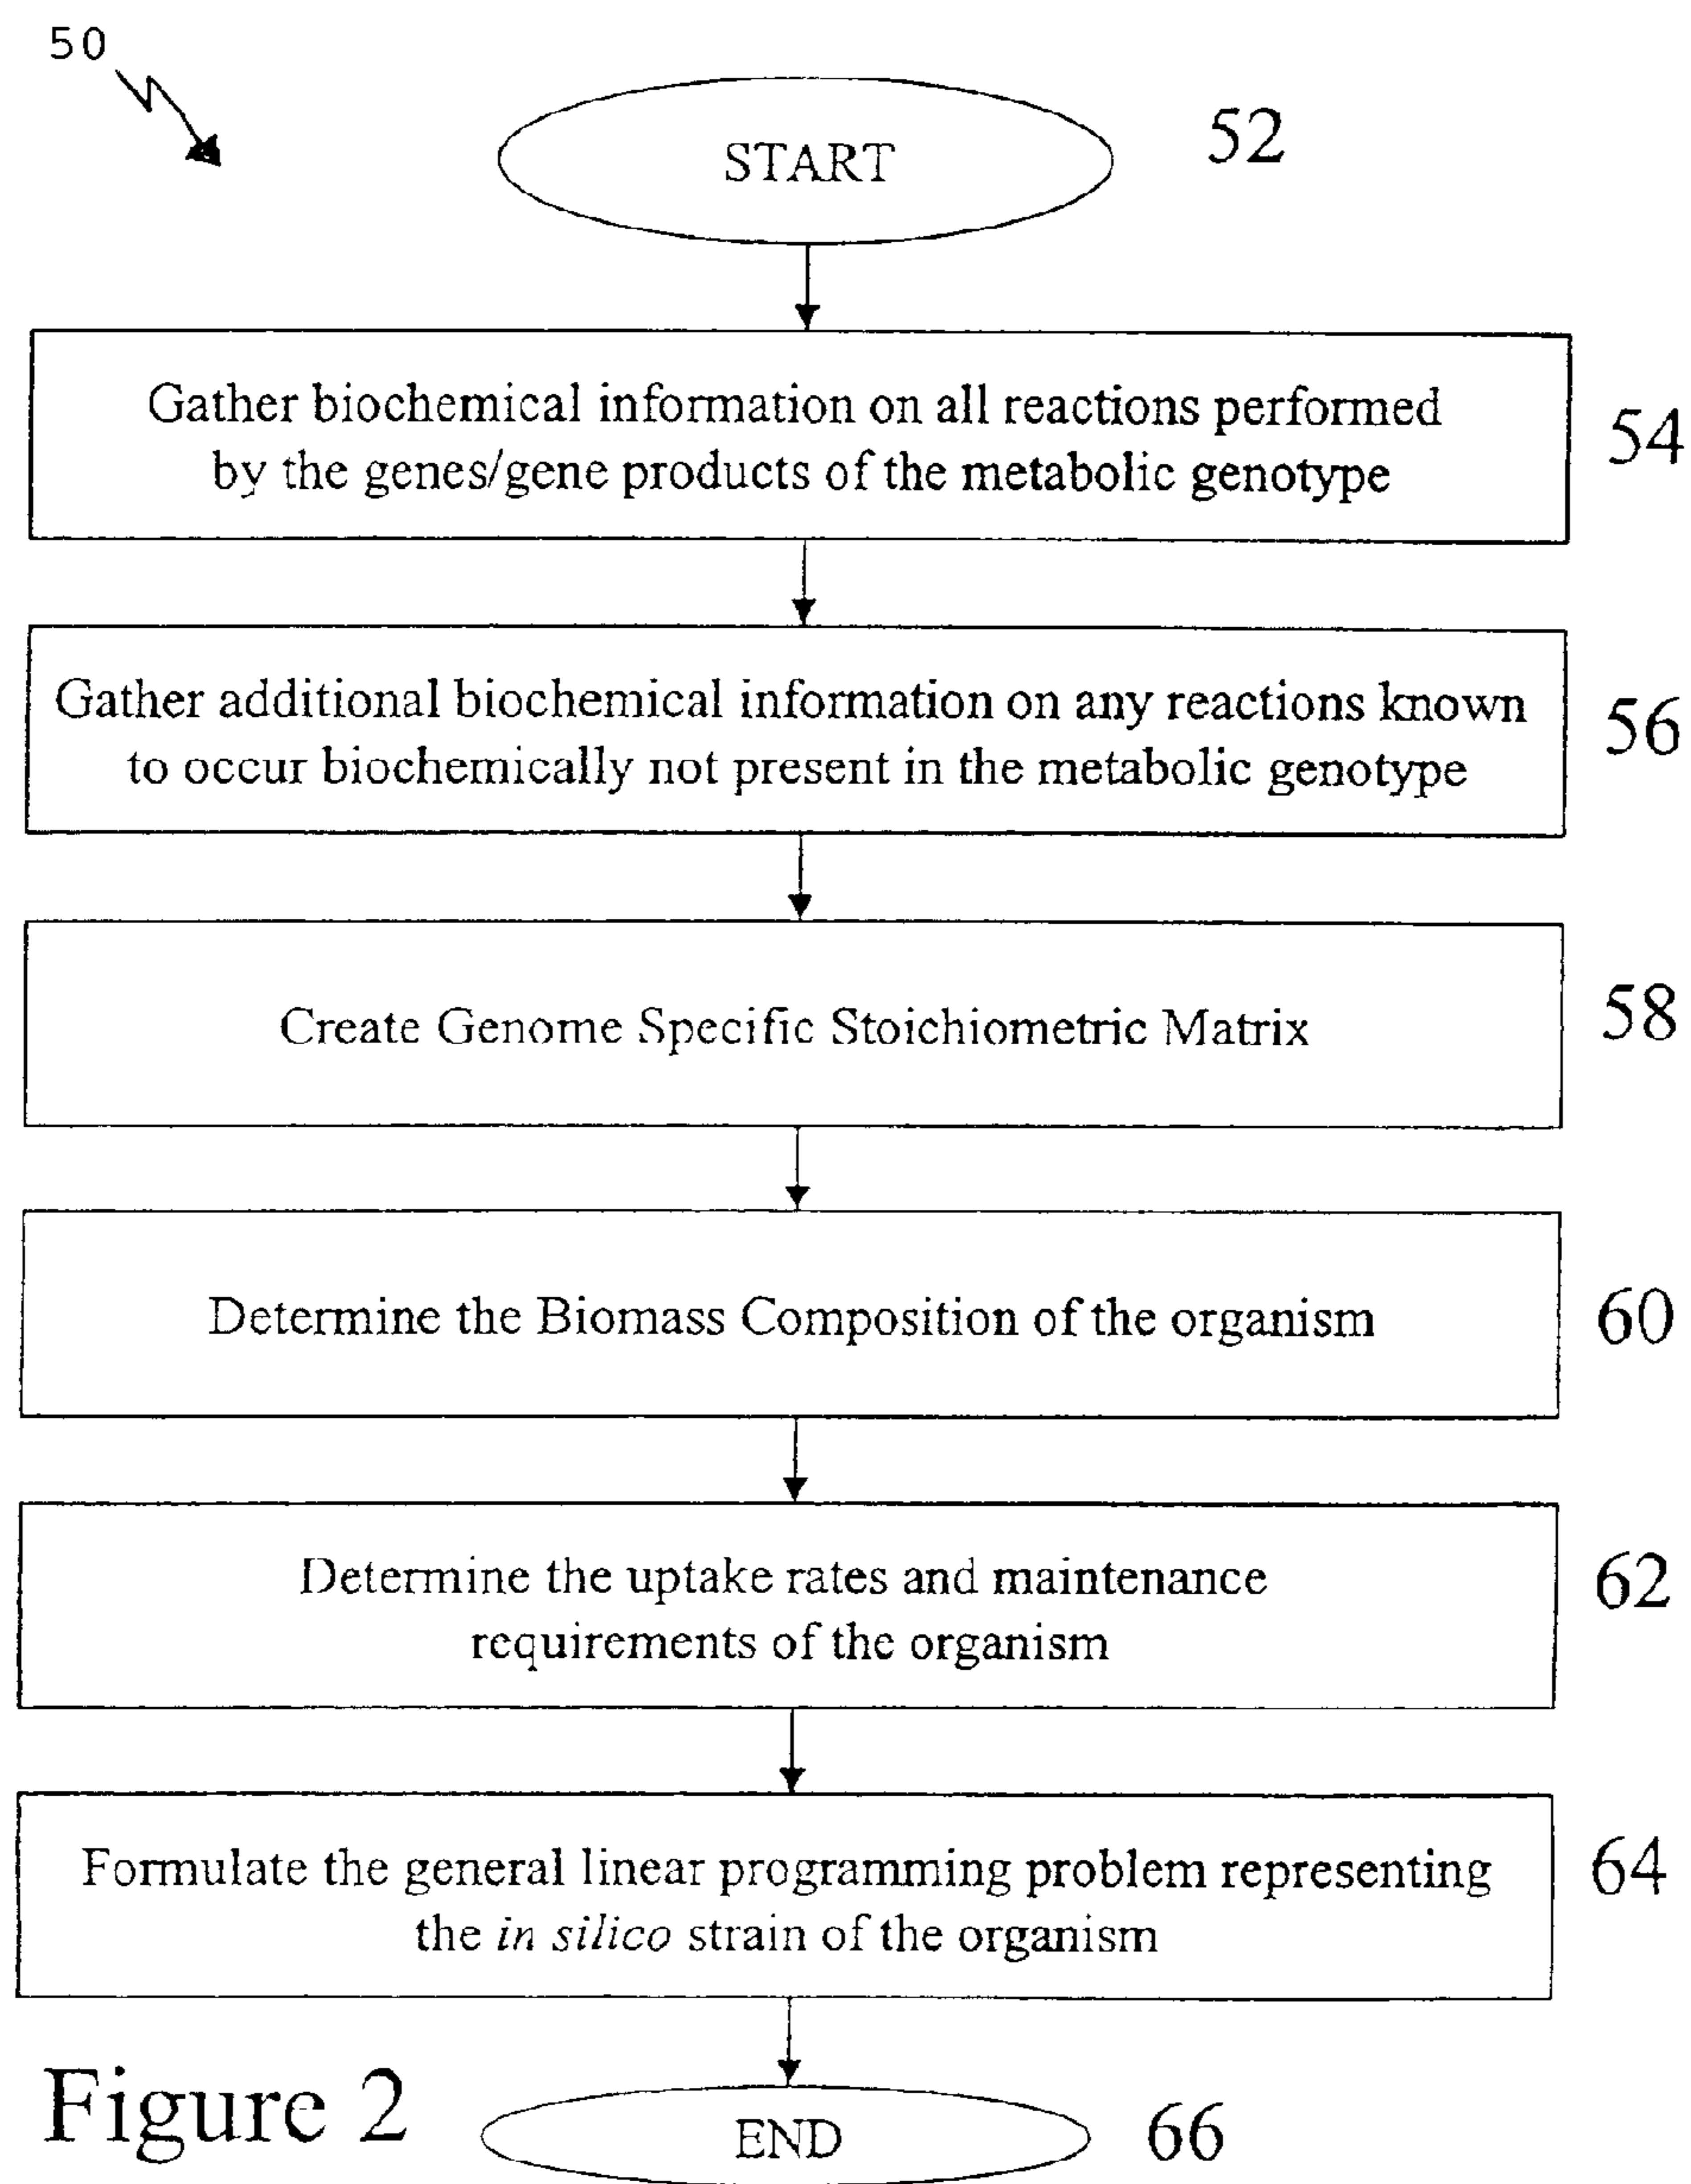 50
START
52
Gather biochemical information on all reactions performed
by the genes/gene products of the metabolic genotype
54
Gather additional biochemical information on any reactions known
to occur biochemically not present in the metabolic genotype
56
Create Genome Specific Stoichiometric Matrix
58
Determine the Biomass Composition of the organism
60
Determine the uptake rates and maintenance
requirements of the organism
62
Formulate the general linear programming problem representing
the in silico strain of the organism
64
Figure 2
END
66